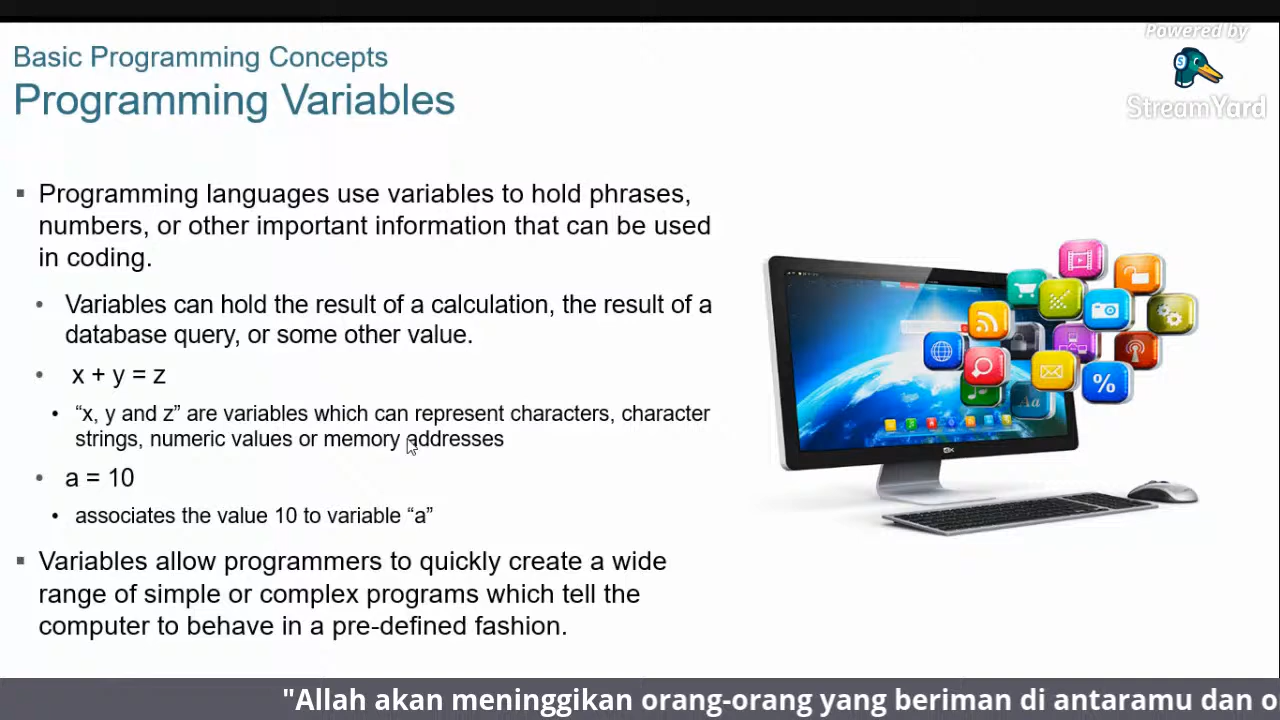 Powered by
StreamYard
Basic Programming Concepts
Programming Variables
▪ Programming languages use variables to hold phrases,
numbers, or other important information that can be used
in coding.
• Variables can hold the result of a calculation, the result of a
database query, or some other value.
• x + y = z
• “x, y and z” are variables which can represent characters, character
strings, numeric values or memory addresses
• a = 10
• associates the value 10 to variable “a”
▪ Variables allow programmers to quickly create a wide
range of simple or complex programs which tell the
computer to behave in a pre-defined fashion.
Aa
%
"Allah akan meninggikan orang-orang yang beriman di antaramu dan o